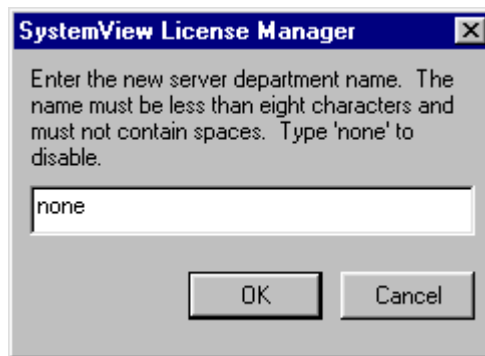 SystemView License Manager
Enter the new server department name. The
name must be less than eight characters and
must not contain spaces. Type 'none' to
disable.
none
OK
Cancel